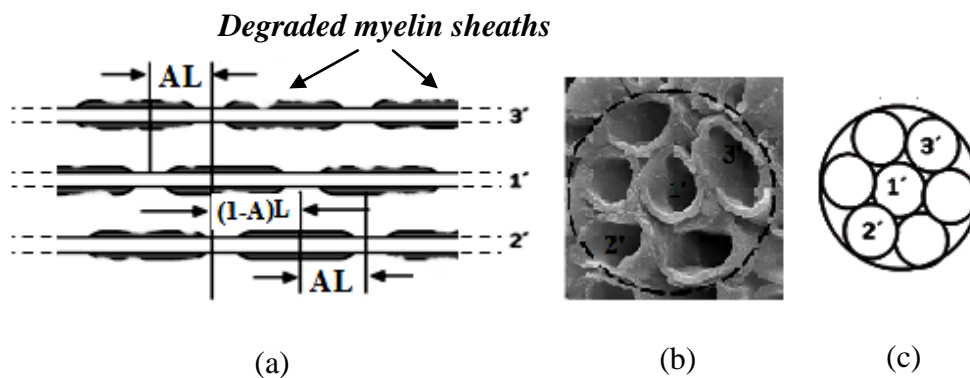 Degraded myelin sheaths
AL
3´
1´
(1-A)L
2´
AL
(a)
3'
1'
2'
(b)
3´
1´
2´
(c)